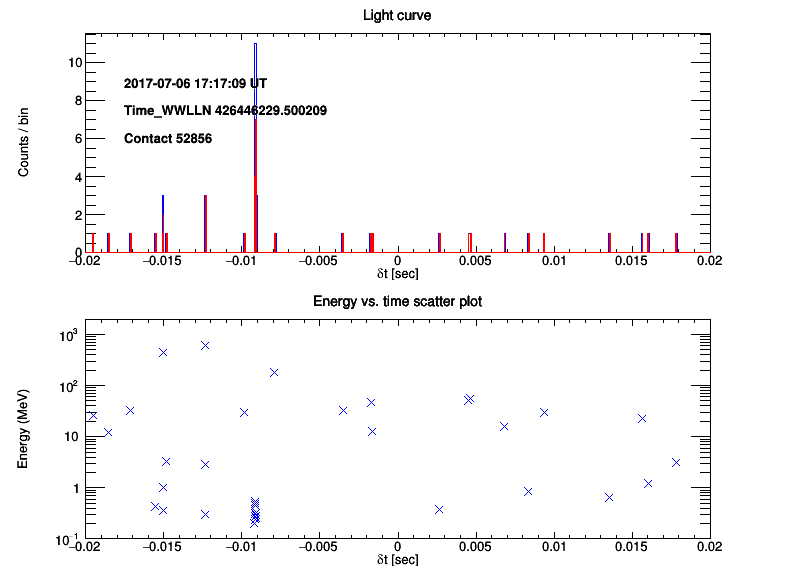 Light curve
Counts / bin
10
8
6
4
2
0
2017-07-06 17:17:09 UT
Time_WWLLN 426446229.500209
Contact 52856
−0.02 −0.015 −0.01 −0.005 0 0.005 0.01 0.015 0.02
δt [sec]
Energy vs. time scatter plot
Energy (MeV)
10³
10²
10
1
10⁻¹
−0.02 −0.015 −0.01 −0.005 0 0.005 0.01 0.015 0.02
δt [sec]